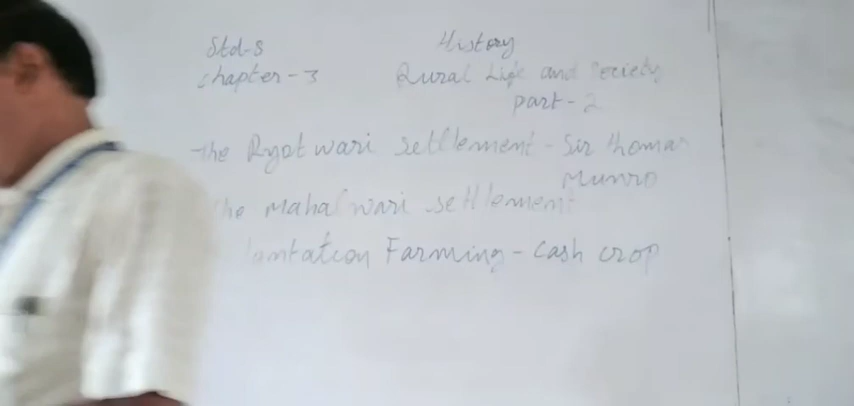 Std-8 History
chapter-3 Rural Life and Society
part-2
The Ryotwari settlement - Sir Thomas
Munro
The Mahalwari settlement
lantation Farming - Cash crop